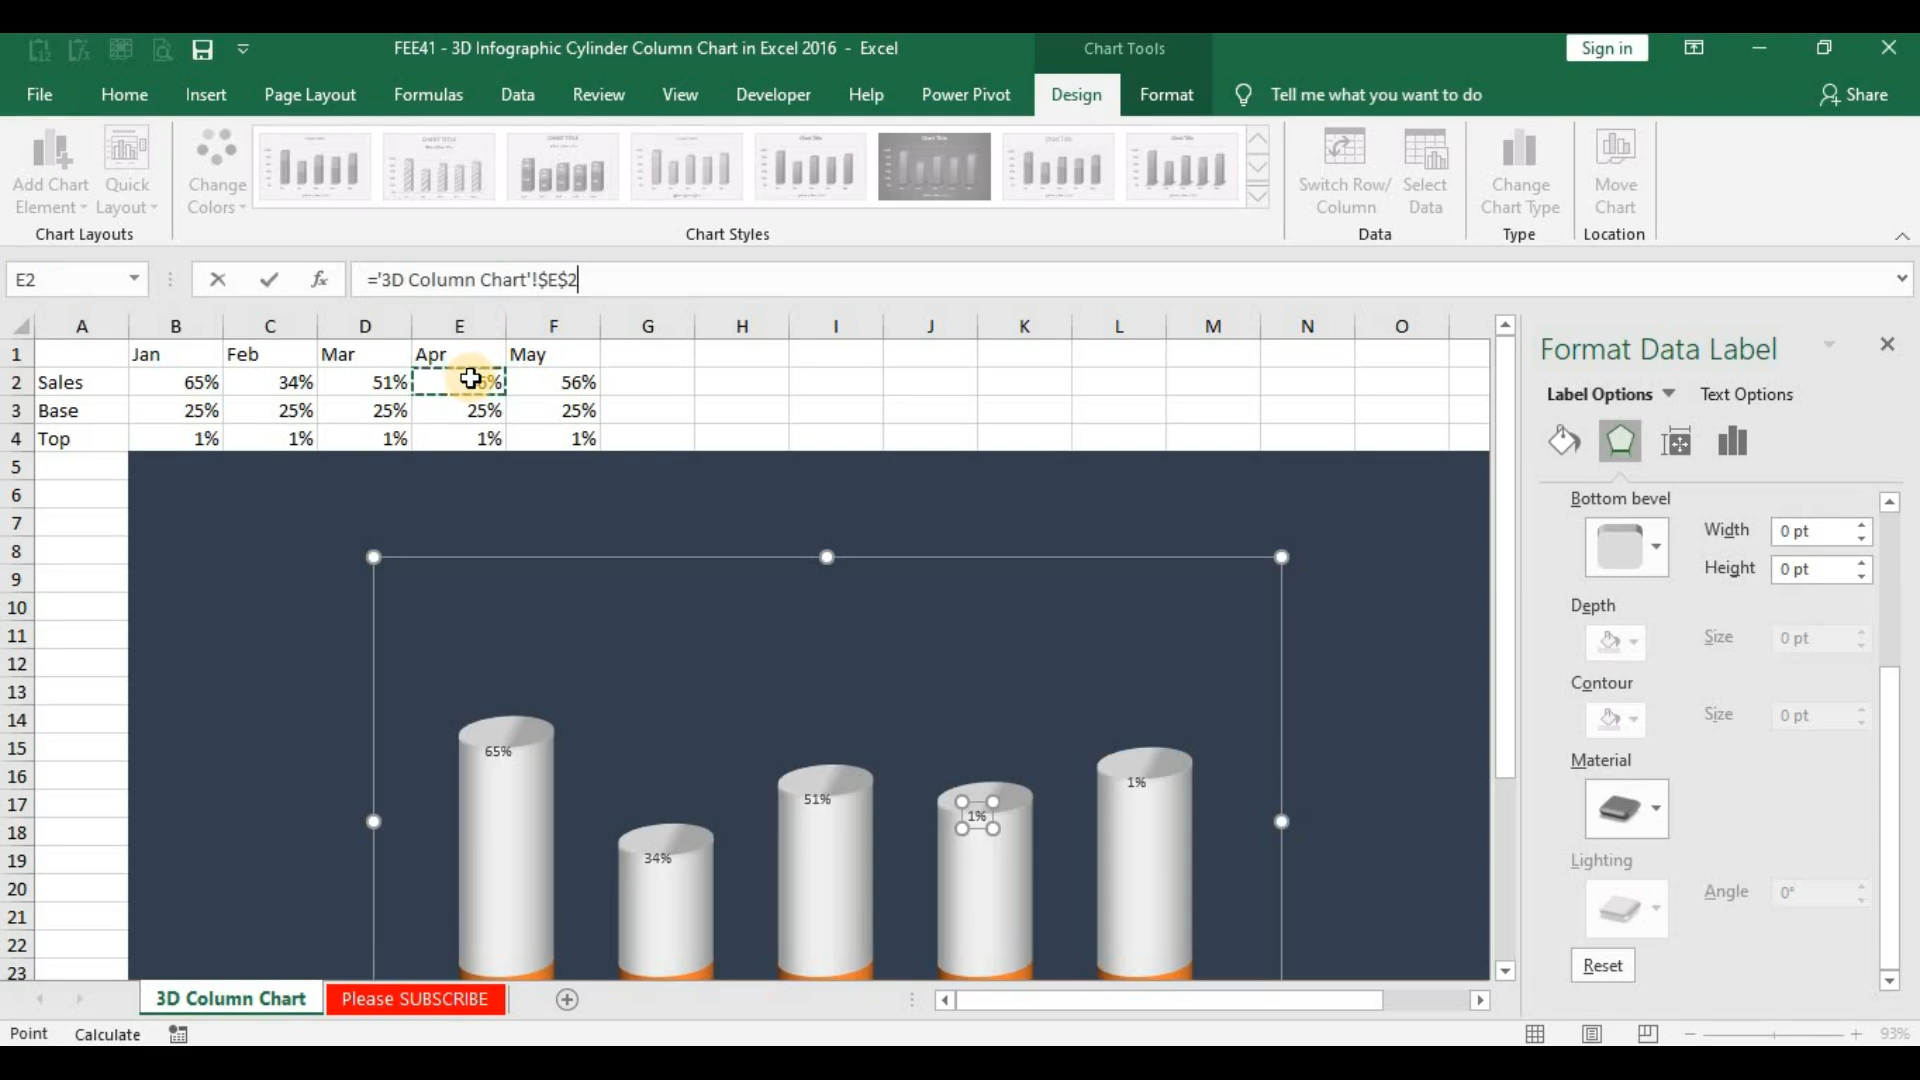 FEE41 - 3D Infographic Cylinder Column Chart in Excel 2016 - Excel
Chart Tools
Sign in
File Home Insert Page Layout Formulas Data Review View Developer Help Power Pivot Design Format Tell me what you want to do Share
Add Chart Element
Quick Layout
Change Colors
Switch Row/ Column
Select Data
Change Chart Type
Move Chart
Chart Layouts Chart Styles Data Type Location
E2 fx ='3D Column Chart'!$E$2
A B C D E F G H I J K L M N O
1 Jan Feb Mar Apr May
2 Sales 65% 34% 51% 56%
3 Base 25% 25% 25% 25% 25%
4 Top 1% 1% 1% 1% 1%
5
6
7
8
9
10
11
12
13
14
15
16
17
18
19
20
21
22
23
65%
34%
51%
1%
1%
Format Data Label
Label Options Text Options
Bottom bevel
Width 0 pt
Height 0 pt
Depth
Size 0 pt
Contour
Size 0 pt
Material
Lighting
Angle 0°
Reset
3D Column Chart Please SUBSCRIBE
Point Calculate 93%